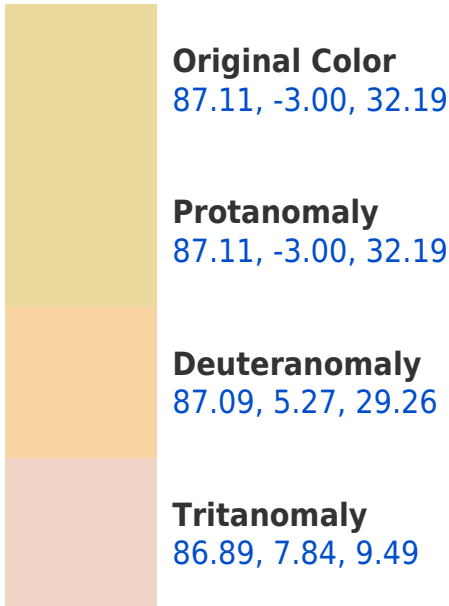 Original Color
87.11, -3.00, 32.19
Protanomaly
87.11, -3.00, 32.19
Deuteranomaly
87.09, 5.27, 29.26
Tritanomaly
86.89, 7.84, 9.49